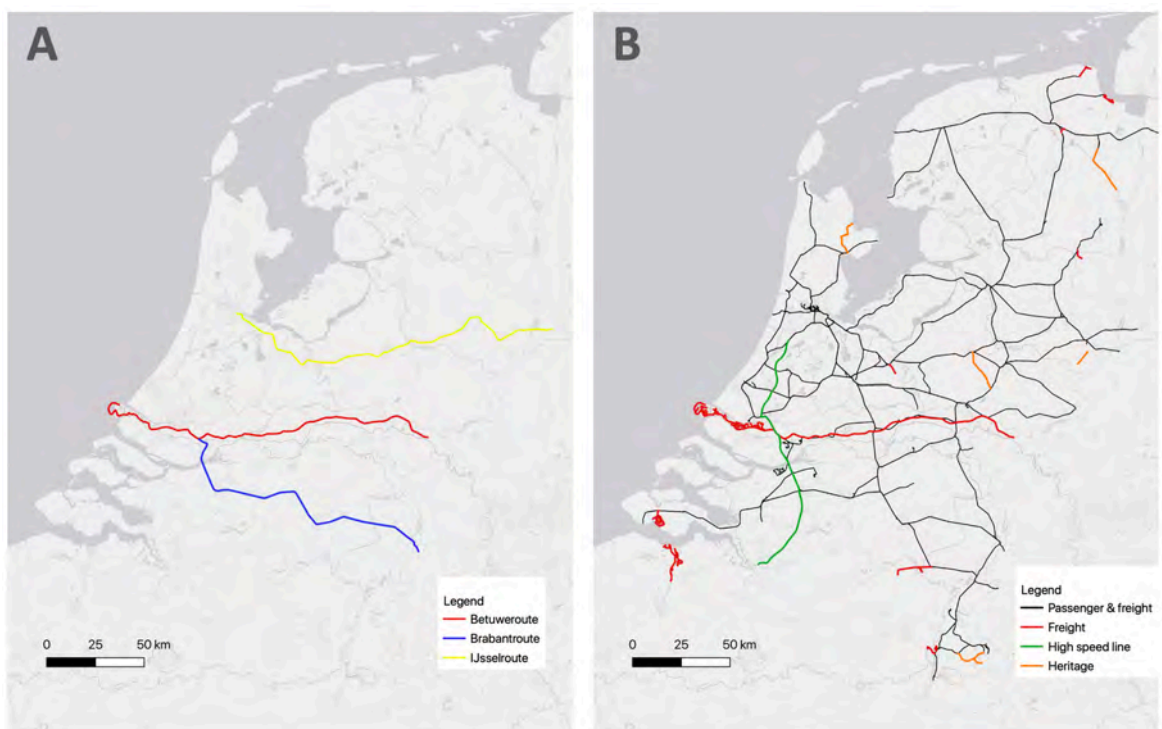 A
Legend
Betuweroute
Brabantroute
IJsselroute
0 25 50 km
B
Legend
Passenger & freight
Freight
High speed line
Heritage
0 25 50 km